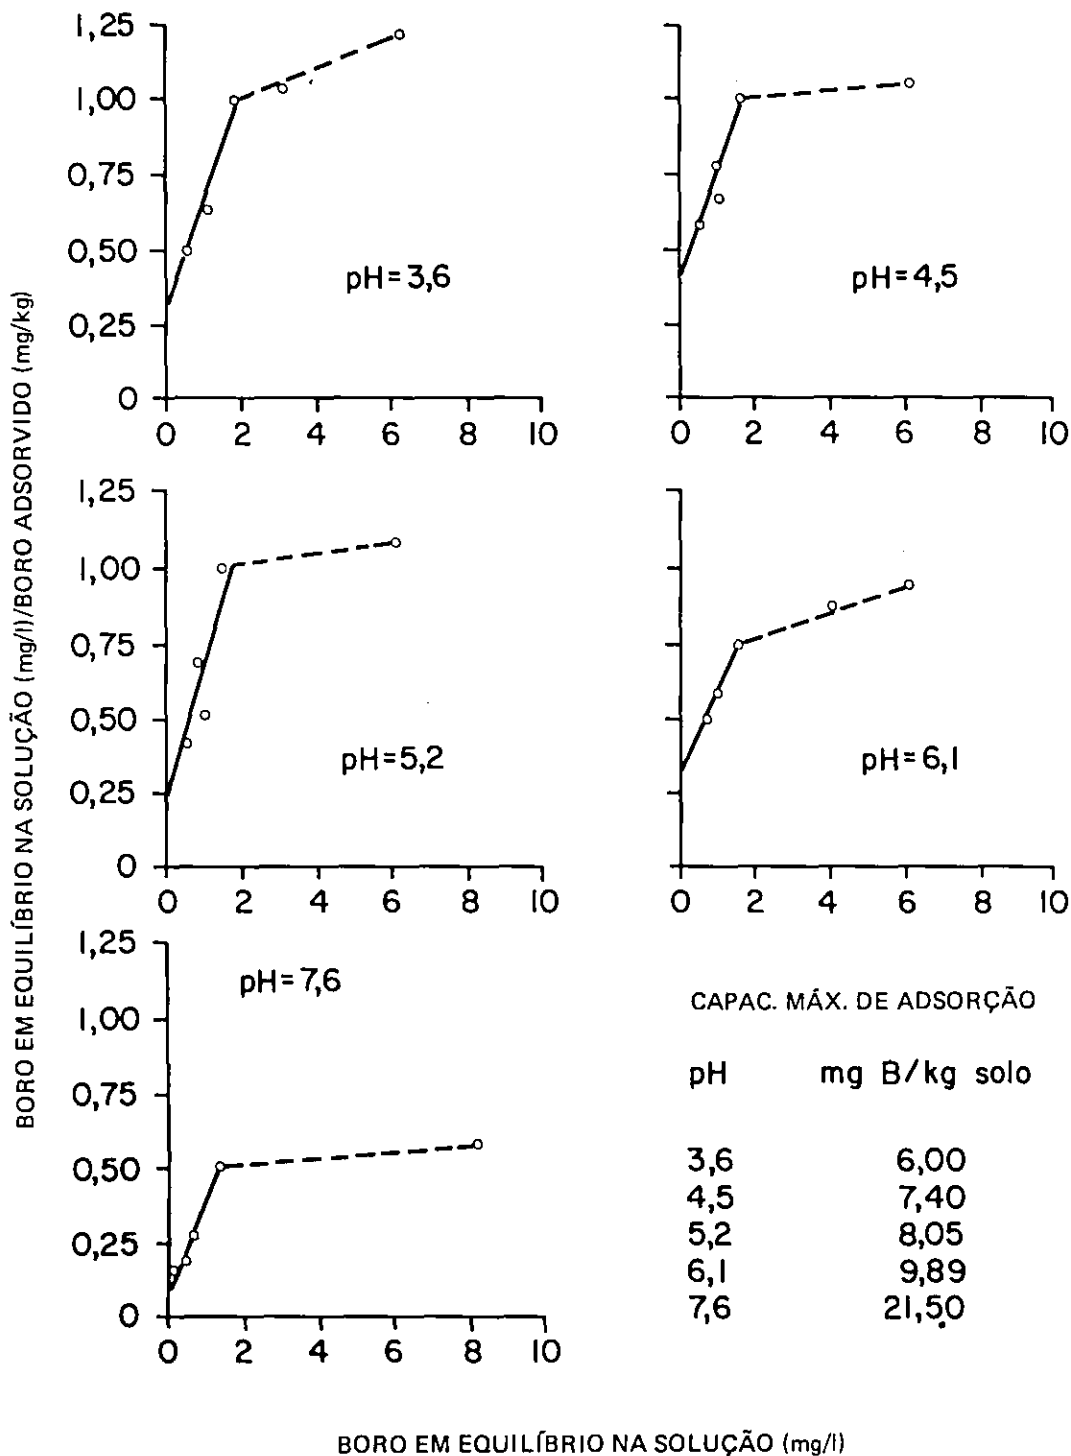 BORO EM EQUILÍBRIO NA SOLUÇÃO (mg/l)/BORO ADSORVIDO (mg/kg)
1,25
1,00
0,75
0,50
0,25
0
0 2 4 6 8 10
pH=3,6
0 2 4 6 8 10
pH=4,5
1,25
1,00
0,75
0,50
0,25
0
0 2 4 6 8 10
pH=5,2
0 2 4 6 8 10
pH=6,1
1,25
1,00
0,75
0,50
0,25
0
0 2 4 6 8 10
pH=7,6
CAPAC. MÁX. DE ADSORÇÃO
pH mg B/kg solo
3,6 6,00
4,5 7,40
5,2 8,05
6,1 9,89
7,6 21,50
BORO EM EQUILÍBRIO NA SOLUÇÃO (mg/l)